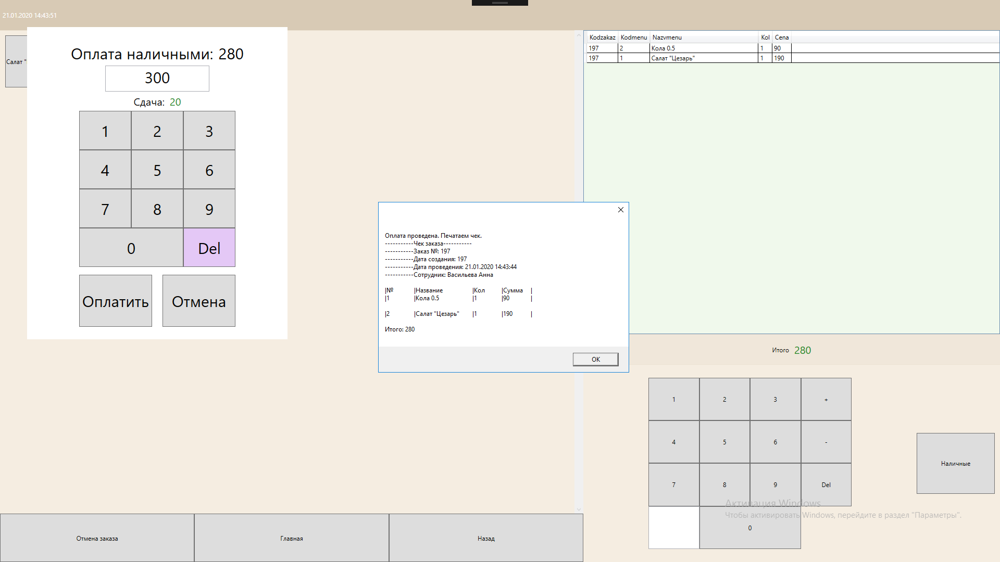 21.01.2020 14:43:51
Салат "
Оплата наличными: 280
300
Сдача: 20
1 2 3
4 5 6
7 8 9
0 Del
Оплатить Отмена
Kodzakaz Kodmenu Nazvmenu Kol Cena
197 2 Кола 0.5 1 90
197 1 Салат "Цезарь" 1 190
Оплата проведена. Печатаем чек.
-----------Чек заказа-----------
-----------Заказ №: 197
-----------Дата создания: 197
-----------Дата проведения: 21.01.2020 14:43:44
-----------Сотрудник: Васильева Анна
|№ |Название |Кол |Сумма |
|1 |Кола 0.5 |1 |90 |
|2 |Салат "Цезарь" |1 |190 |
Итого: 280
OK
Итого 280
1 2 3 +
4 5 6 -
7 8 9 Del
0
Наличные
Активация Windows
Чтобы активировать Windows, перейдите в раздел "Параметры".
Отмена заказа Главная Назад